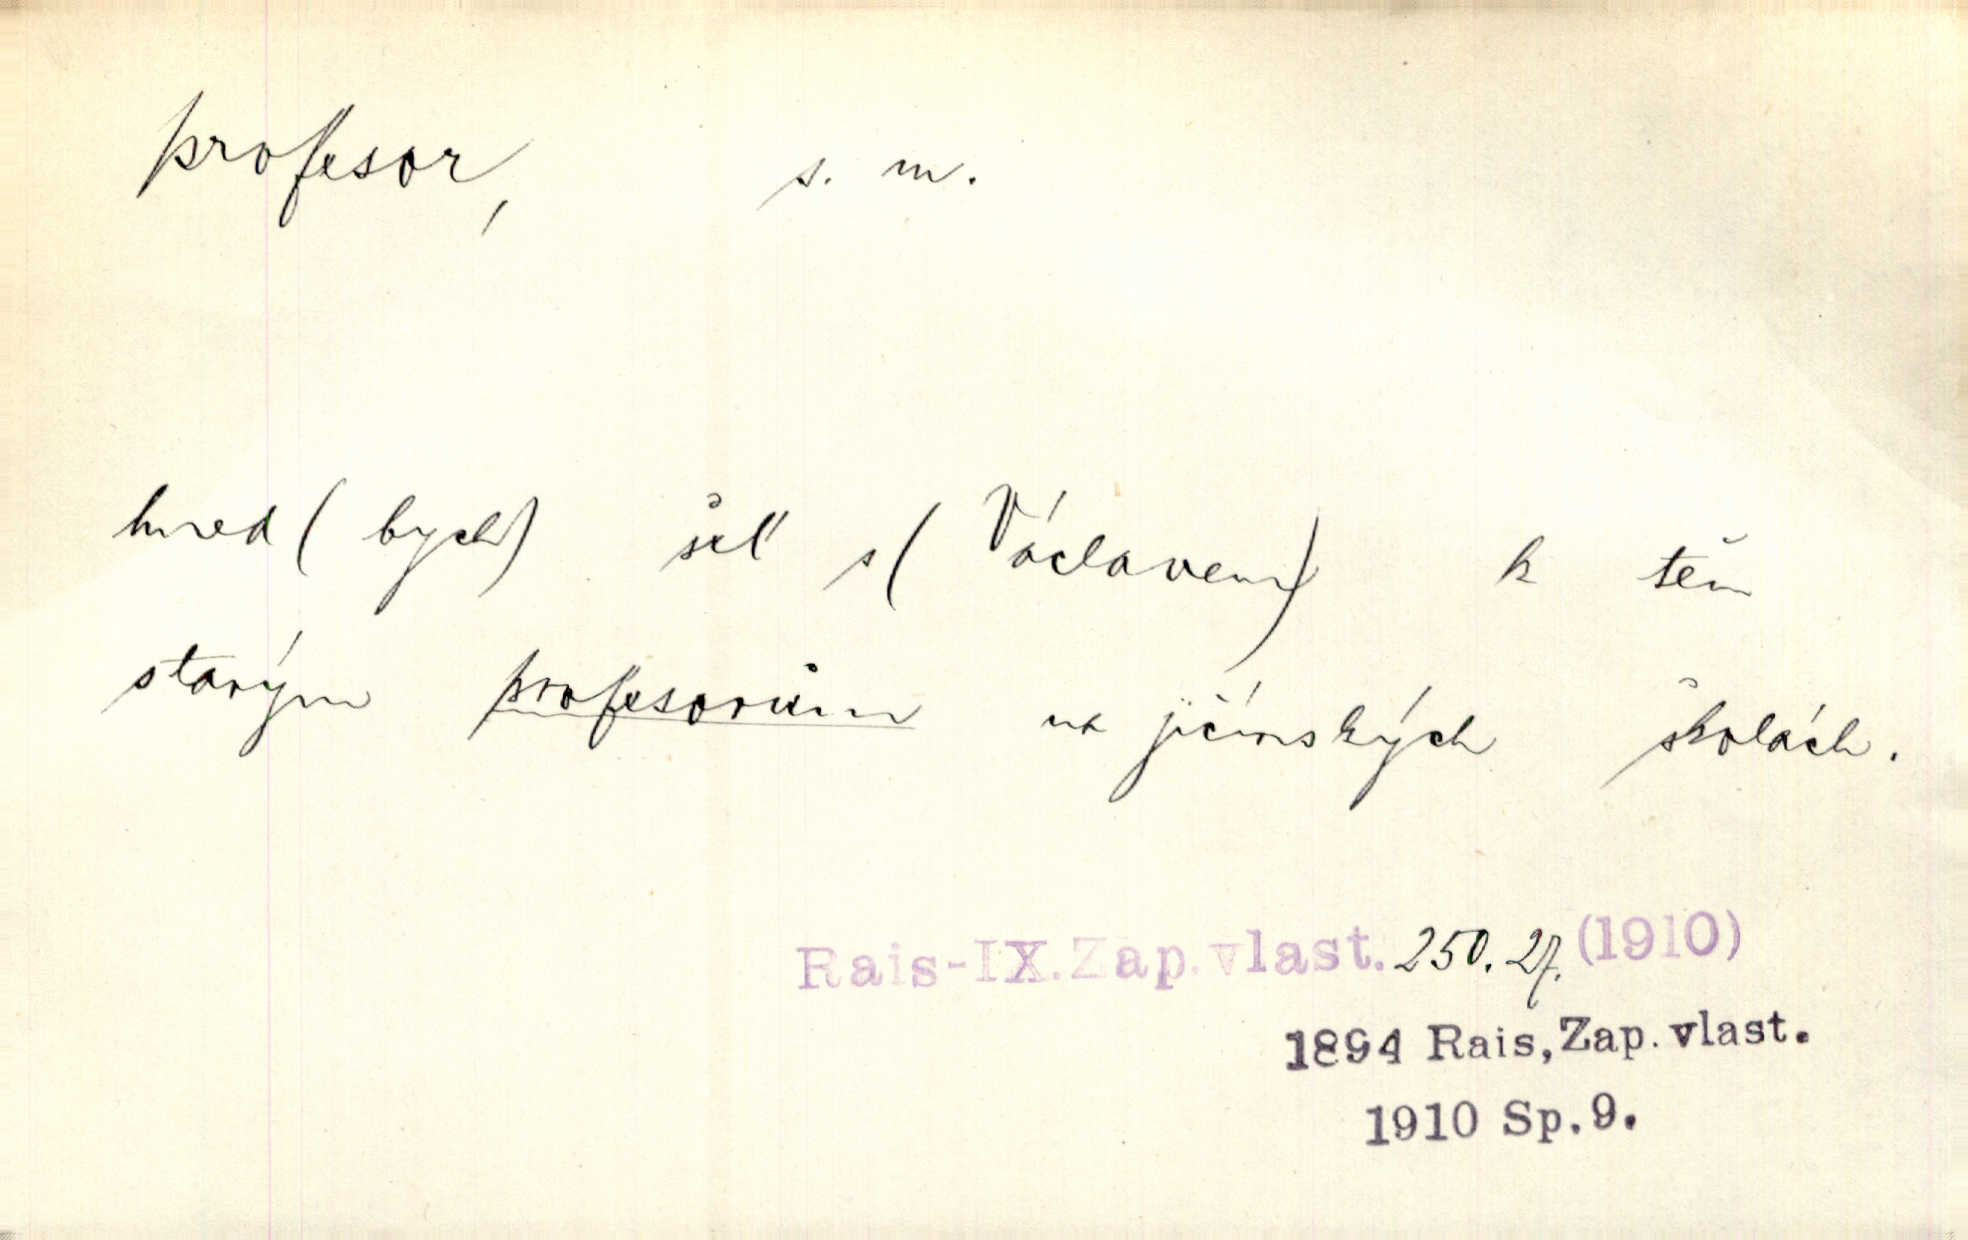 profesor, s. m.
hned (bych) šel s (Václavem) k těm
starým profesorům na jičínských školách.
Rais-IX.Zap.vlast. 250. 27. (1910)
1894 Rais,Zap.vlast.
1910 Sp.9.